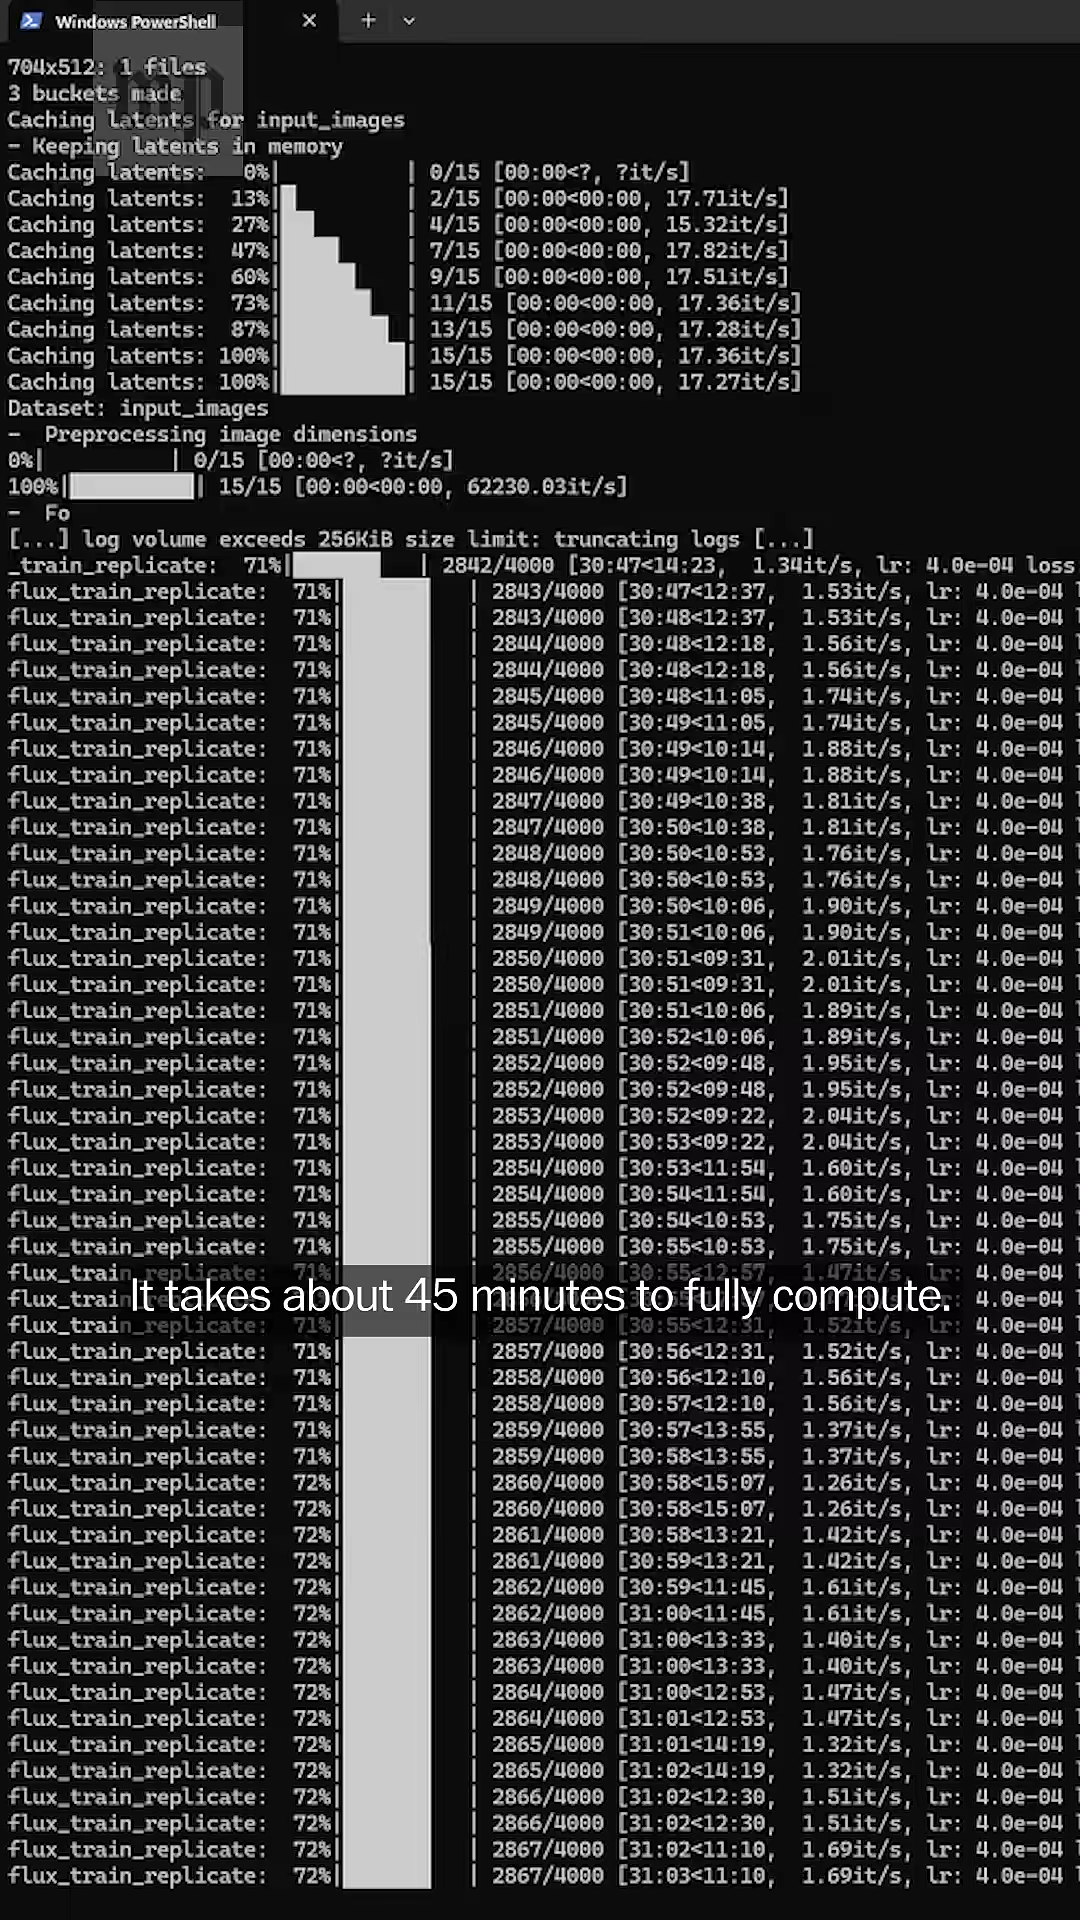 Windows PowerShell
704x512: 1 files
3 buckets made
Caching latents for input_images
- Keeping latents in memory
Caching latents:   0%| | 0/15 [00:00<?, ?it/s]
Caching latents:  13%| | 2/15 [00:00<00:00, 17.71it/s]
Caching latents:  27%| | 4/15 [00:00<00:00, 15.32it/s]
Caching latents:  47%| | 7/15 [00:00<00:00, 17.82it/s]
Caching latents:  60%| | 9/15 [00:00<00:00, 17.51it/s]
Caching latents:  73%| | 11/15 [00:00<00:00, 17.36it/s]
Caching latents:  87%| | 13/15 [00:00<00:00, 17.28it/s]
Caching latents: 100%| | 15/15 [00:00<00:00, 17.36it/s]
Caching latents: 100%| | 15/15 [00:00<00:00, 17.27it/s]
Dataset: input_images
-  Preprocessing image dimensions
0%| | 0/15 [00:00<?, ?it/s]
100%| | 15/15 [00:00<00:00, 62230.03it/s]
-  Fo
[...] log volume exceeds 256KiB size limit: truncating logs [...]
_train_replicate:  71%| | 2842/4000 [30:47<14:23,  1.34it/s, lr: 4.0e-04 loss
flux_train_replicate:  71%| | 2843/4000 [30:47<12:37,  1.53it/s, lr: 4.0e-04
flux_train_replicate:  71%| | 2843/4000 [30:48<12:37,  1.53it/s, lr: 4.0e-04
flux_train_replicate:  71%| | 2844/4000 [30:48<12:18,  1.56it/s, lr: 4.0e-04
flux_train_replicate:  71%| | 2844/4000 [30:48<12:18,  1.56it/s, lr: 4.0e-04
flux_train_replicate:  71%| | 2845/4000 [30:48<11:05,  1.74it/s, lr: 4.0e-04
flux_train_replicate:  71%| | 2845/4000 [30:49<11:05,  1.74it/s, lr: 4.0e-04
flux_train_replicate:  71%| | 2846/4000 [30:49<10:14,  1.88it/s, lr: 4.0e-04
flux_train_replicate:  71%| | 2846/4000 [30:49<10:14,  1.88it/s, lr: 4.0e-04
flux_train_replicate:  71%| | 2847/4000 [30:49<10:38,  1.81it/s, lr: 4.0e-04
flux_train_replicate:  71%| | 2847/4000 [30:50<10:38,  1.81it/s, lr: 4.0e-04
flux_train_replicate:  71%| | 2848/4000 [30:50<10:53,  1.76it/s, lr: 4.0e-04
flux_train_replicate:  71%| | 2848/4000 [30:50<10:53,  1.76it/s, lr: 4.0e-04
flux_train_replicate:  71%| | 2849/4000 [30:50<10:06,  1.90it/s, lr: 4.0e-04
flux_train_replicate:  71%| | 2849/4000 [30:51<10:06,  1.90it/s, lr: 4.0e-04
flux_train_replicate:  71%| | 2850/4000 [30:51<09:31,  2.01it/s, lr: 4.0e-04
flux_train_replicate:  71%| | 2850/4000 [30:51<09:31,  2.01it/s, lr: 4.0e-04
flux_train_replicate:  71%| | 2851/4000 [30:51<10:06,  1.89it/s, lr: 4.0e-04
flux_train_replicate:  71%| | 2851/4000 [30:52<10:06,  1.89it/s, lr: 4.0e-04
flux_train_replicate:  71%| | 2852/4000 [30:52<09:48,  1.95it/s, lr: 4.0e-04
flux_train_replicate:  71%| | 2852/4000 [30:52<09:48,  1.95it/s, lr: 4.0e-04
flux_train_replicate:  71%| | 2853/4000 [30:52<09:22,  2.04it/s, lr: 4.0e-04
flux_train_replicate:  71%| | 2853/4000 [30:53<09:22,  2.04it/s, lr: 4.0e-04
flux_train_replicate:  71%| | 2854/4000 [30:53<11:54,  1.60it/s, lr: 4.0e-04
flux_train_replicate:  71%| | 2854/4000 [30:54<11:54,  1.60it/s, lr: 4.0e-04
flux_train_replicate:  71%| | 2855/4000 [30:54<10:53,  1.75it/s, lr: 4.0e-04
flux_train_replicate:  71%| | 2855/4000 [30:55<10:53,  1.75it/s, lr: 4.0e-04
flux_train_replicate:  71%| | 2856/4000 [30:55<12:57,  1.47it/s, lr: 4.0e-04
It takes about 45 minutes to fully compute.
flux_train_replicate:  71%| | 2857/4000 [30:55<12:31,  1.52it/s, lr: 4.0e-04
flux_train_replicate:  71%| | 2857/4000 [30:56<12:31,  1.52it/s, lr: 4.0e-04
flux_train_replicate:  71%| | 2858/4000 [30:56<12:10,  1.56it/s, lr: 4.0e-04
flux_train_replicate:  71%| | 2858/4000 [30:57<12:10,  1.56it/s, lr: 4.0e-04
flux_train_replicate:  71%| | 2859/4000 [30:57<13:55,  1.37it/s, lr: 4.0e-04
flux_train_replicate:  71%| | 2859/4000 [30:58<13:55,  1.37it/s, lr: 4.0e-04
flux_train_replicate:  72%| | 2860/4000 [30:58<15:07,  1.26it/s, lr: 4.0e-04
flux_train_replicate:  72%| | 2860/4000 [30:58<15:07,  1.26it/s, lr: 4.0e-04
flux_train_replicate:  72%| | 2861/4000 [30:58<13:21,  1.42it/s, lr: 4.0e-04
flux_train_replicate:  72%| | 2861/4000 [30:59<13:21,  1.42it/s, lr: 4.0e-04
flux_train_replicate:  72%| | 2862/4000 [30:59<11:45,  1.61it/s, lr: 4.0e-04
flux_train_replicate:  72%| | 2862/4000 [31:00<11:45,  1.61it/s, lr: 4.0e-04
flux_train_replicate:  72%| | 2863/4000 [31:00<13:33,  1.40it/s, lr: 4.0e-04
flux_train_replicate:  72%| | 2863/4000 [31:00<13:33,  1.40it/s, lr: 4.0e-04
flux_train_replicate:  72%| | 2864/4000 [31:00<12:53,  1.47it/s, lr: 4.0e-04
flux_train_replicate:  72%| | 2864/4000 [31:01<12:53,  1.47it/s, lr: 4.0e-04
flux_train_replicate:  72%| | 2865/4000 [31:01<14:19,  1.32it/s, lr: 4.0e-04
flux_train_replicate:  72%| | 2865/4000 [31:02<14:19,  1.32it/s, lr: 4.0e-04
flux_train_replicate:  72%| | 2866/4000 [31:02<12:30,  1.51it/s, lr: 4.0e-04
flux_train_replicate:  72%| | 2866/4000 [31:02<12:30,  1.51it/s, lr: 4.0e-04
flux_train_replicate:  72%| | 2867/4000 [31:02<11:10,  1.69it/s, lr: 4.0e-04
flux_train_replicate:  72%| | 2867/4000 [31:03<11:10,  1.69it/s, lr: 4.0e-04